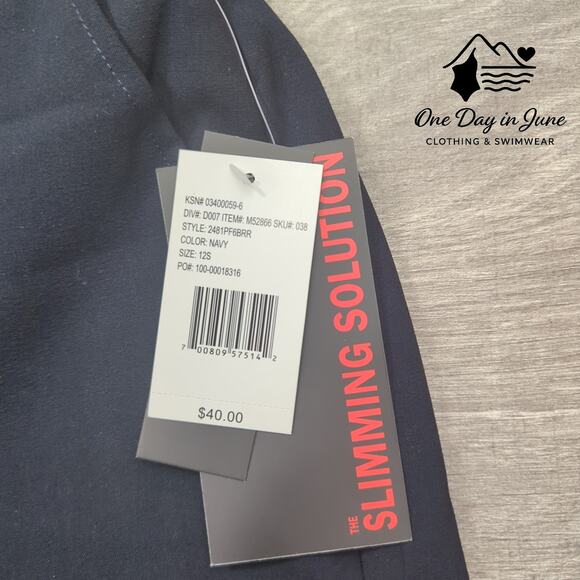 One Day in June
CLOTHING & SWIMWEAR
KSN# 03400059-6
DIV#: D007 ITEM#: M52866 SKU#: 038
STYLE: 2481PF6BRR
COLOR: NAVY
SIZE: 12S
PO#: 100-00018316
7 00809 57514 2
$40.00
THE
SLIMMING SOLUTION